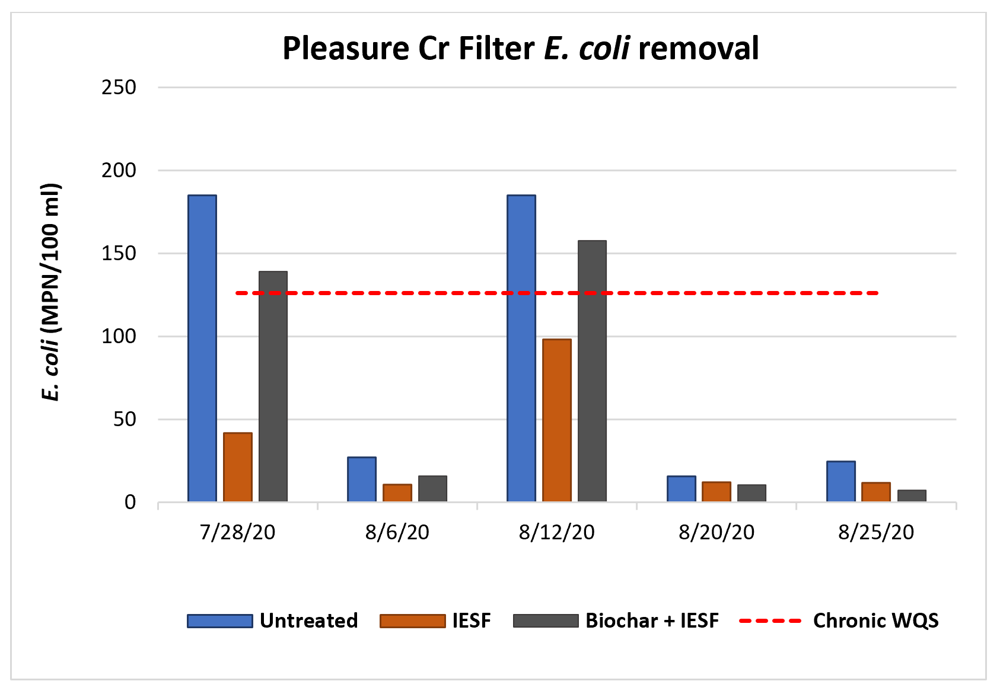 Pleasure Cr Filter E. coli removal
250
200
150
100
50
0
E. coli (MPN/100 ml)
7/28/20 8/6/20 8/12/20 8/20/20 8/25/20
Untreated IESF Biochar + IESF Chronic WQS